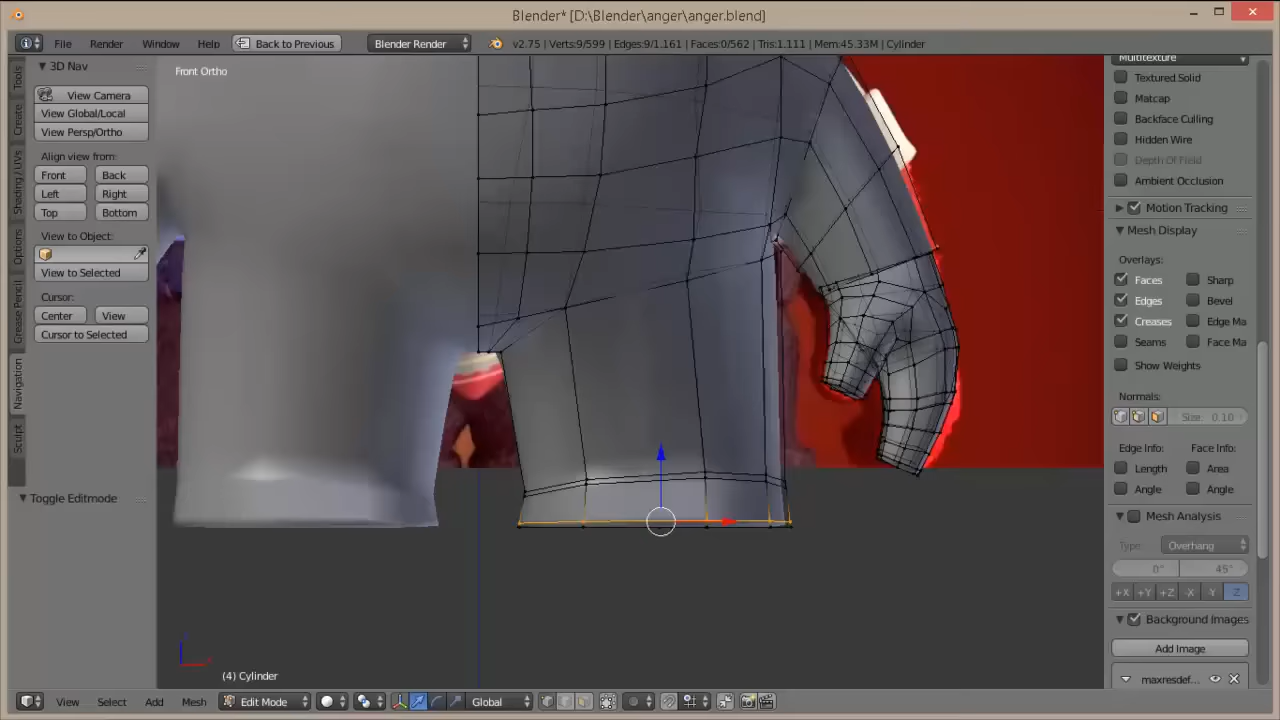 Blender* [D:\Blender\anger\anger.blend]
File Render Window Help Back to Previous Blender Render v2.75 | Verts:9/599 | Edges:9/1.161 | Faces:0/562 | Tris:1.111 | Mem:45.33M | Cylinder
3D Nav
View Camera
View Global/Local
View Persp/Ortho
Align view from:
Front Back
Left Right
Top Bottom
View to Object:
View to Selected
Cursor:
Center View
Cursor to Selected
Toggle Editmode
Tools
Create
Shading / UVs
Options
Grease Pencil
Navigation
Sculpt
Front Ortho
(4) Cylinder
Multitexture
Textured Solid
Matcap
Backface Culling
Hidden Wire
Depth Of Field
Ambient Occlusion
Motion Tracking
Mesh Display
Overlays:
Faces Sharp
Edges Bevel
Creases Edge Ma
Seams Face Ma
Show Weights
Normals:
Size: 0.10
Edge Info: Face Info:
Length Area
Angle Angle
Mesh Analysis
Type: Overhang
0° 45°
+X +Y +Z -X -Y -Z
Background Images
Add Image
maxresdef...
View Select Add Mesh Edit Mode Global